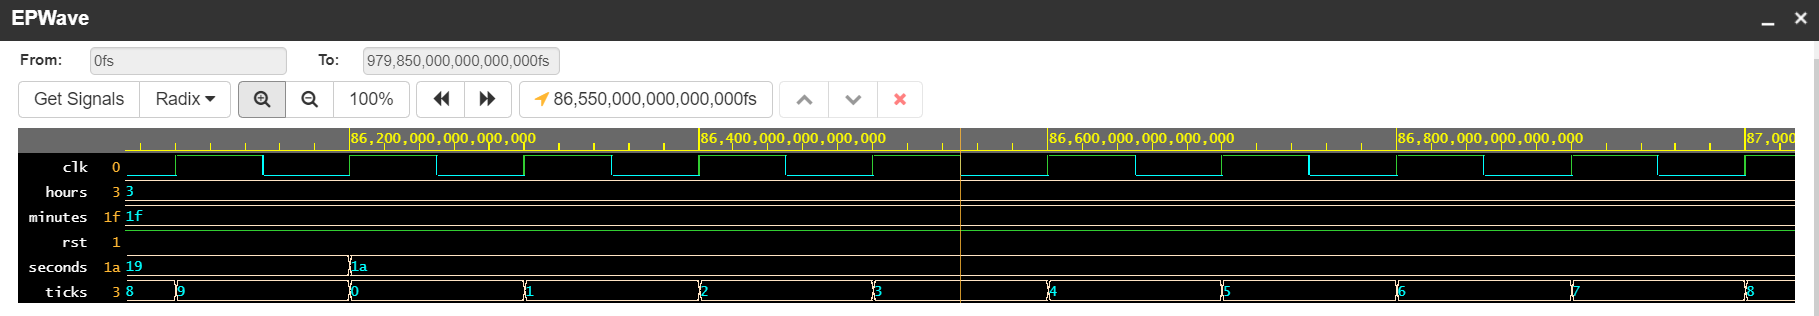 EPWave
From: 0fs To: 979,850,000,000,000,000fs
Get Signals Radix 100% 86,550,000,000,000,000fs
86,200,000,000,000,000 86,400,000,000,000,000 86,600,000,000,000,000 86,800,000,000,000,000 87,000
clk 0
hours 3 3
minutes 1f 1f
rst 1
seconds 1a 19 1a
ticks 3 8 9 0 1 2 3 4 5 6 7 8